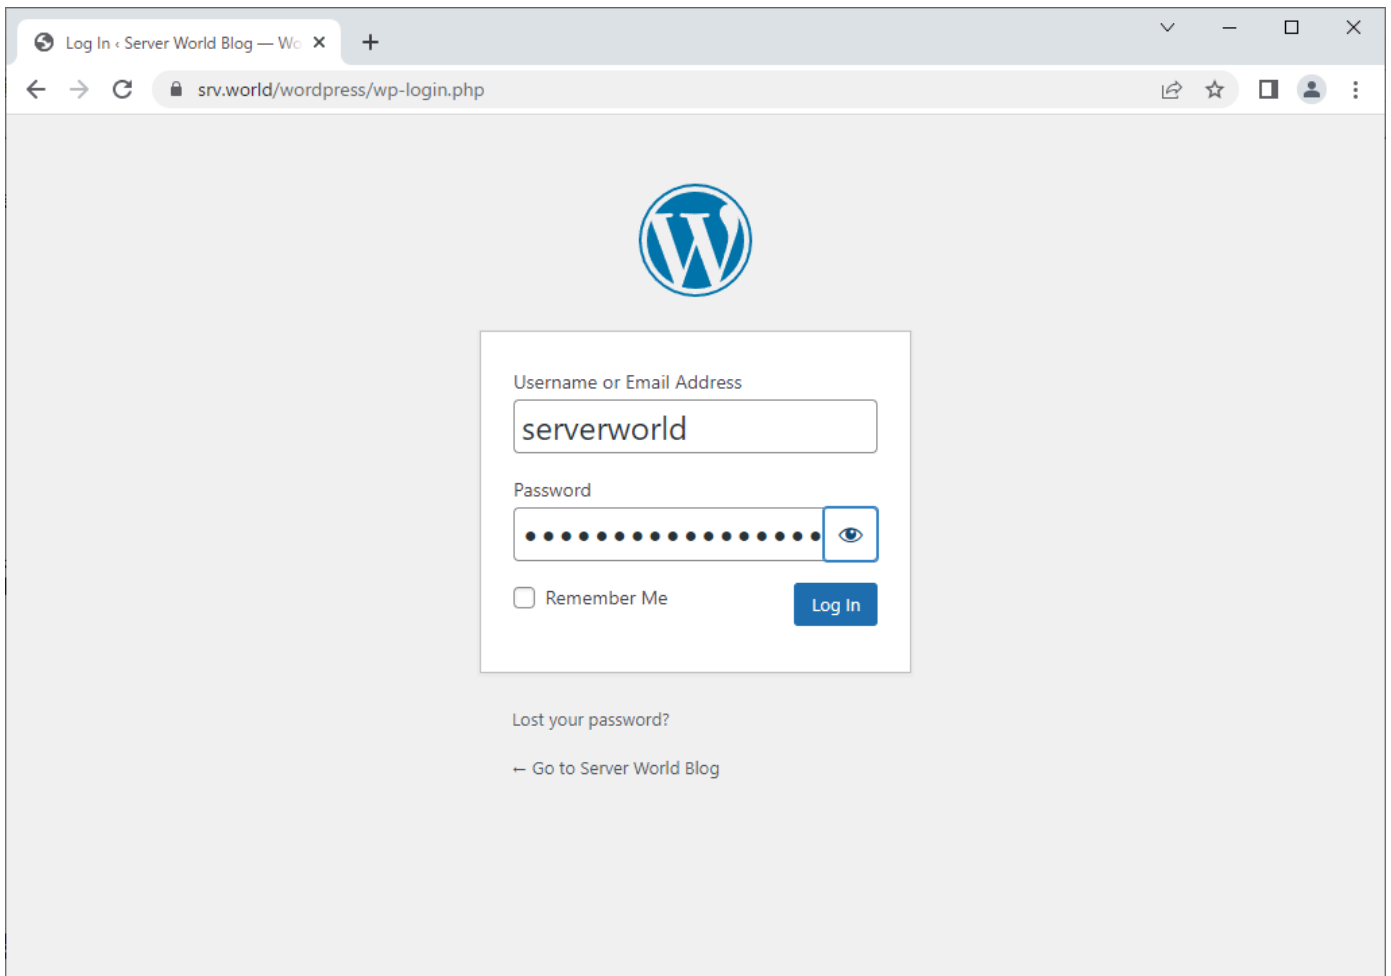 Log In ‹ Server World Blog — Wo
srv.world/wordpress/wp-login.php
Username or Email Address
serverworld
Password
Remember Me
Log In
Lost your password?
← Go to Server World Blog